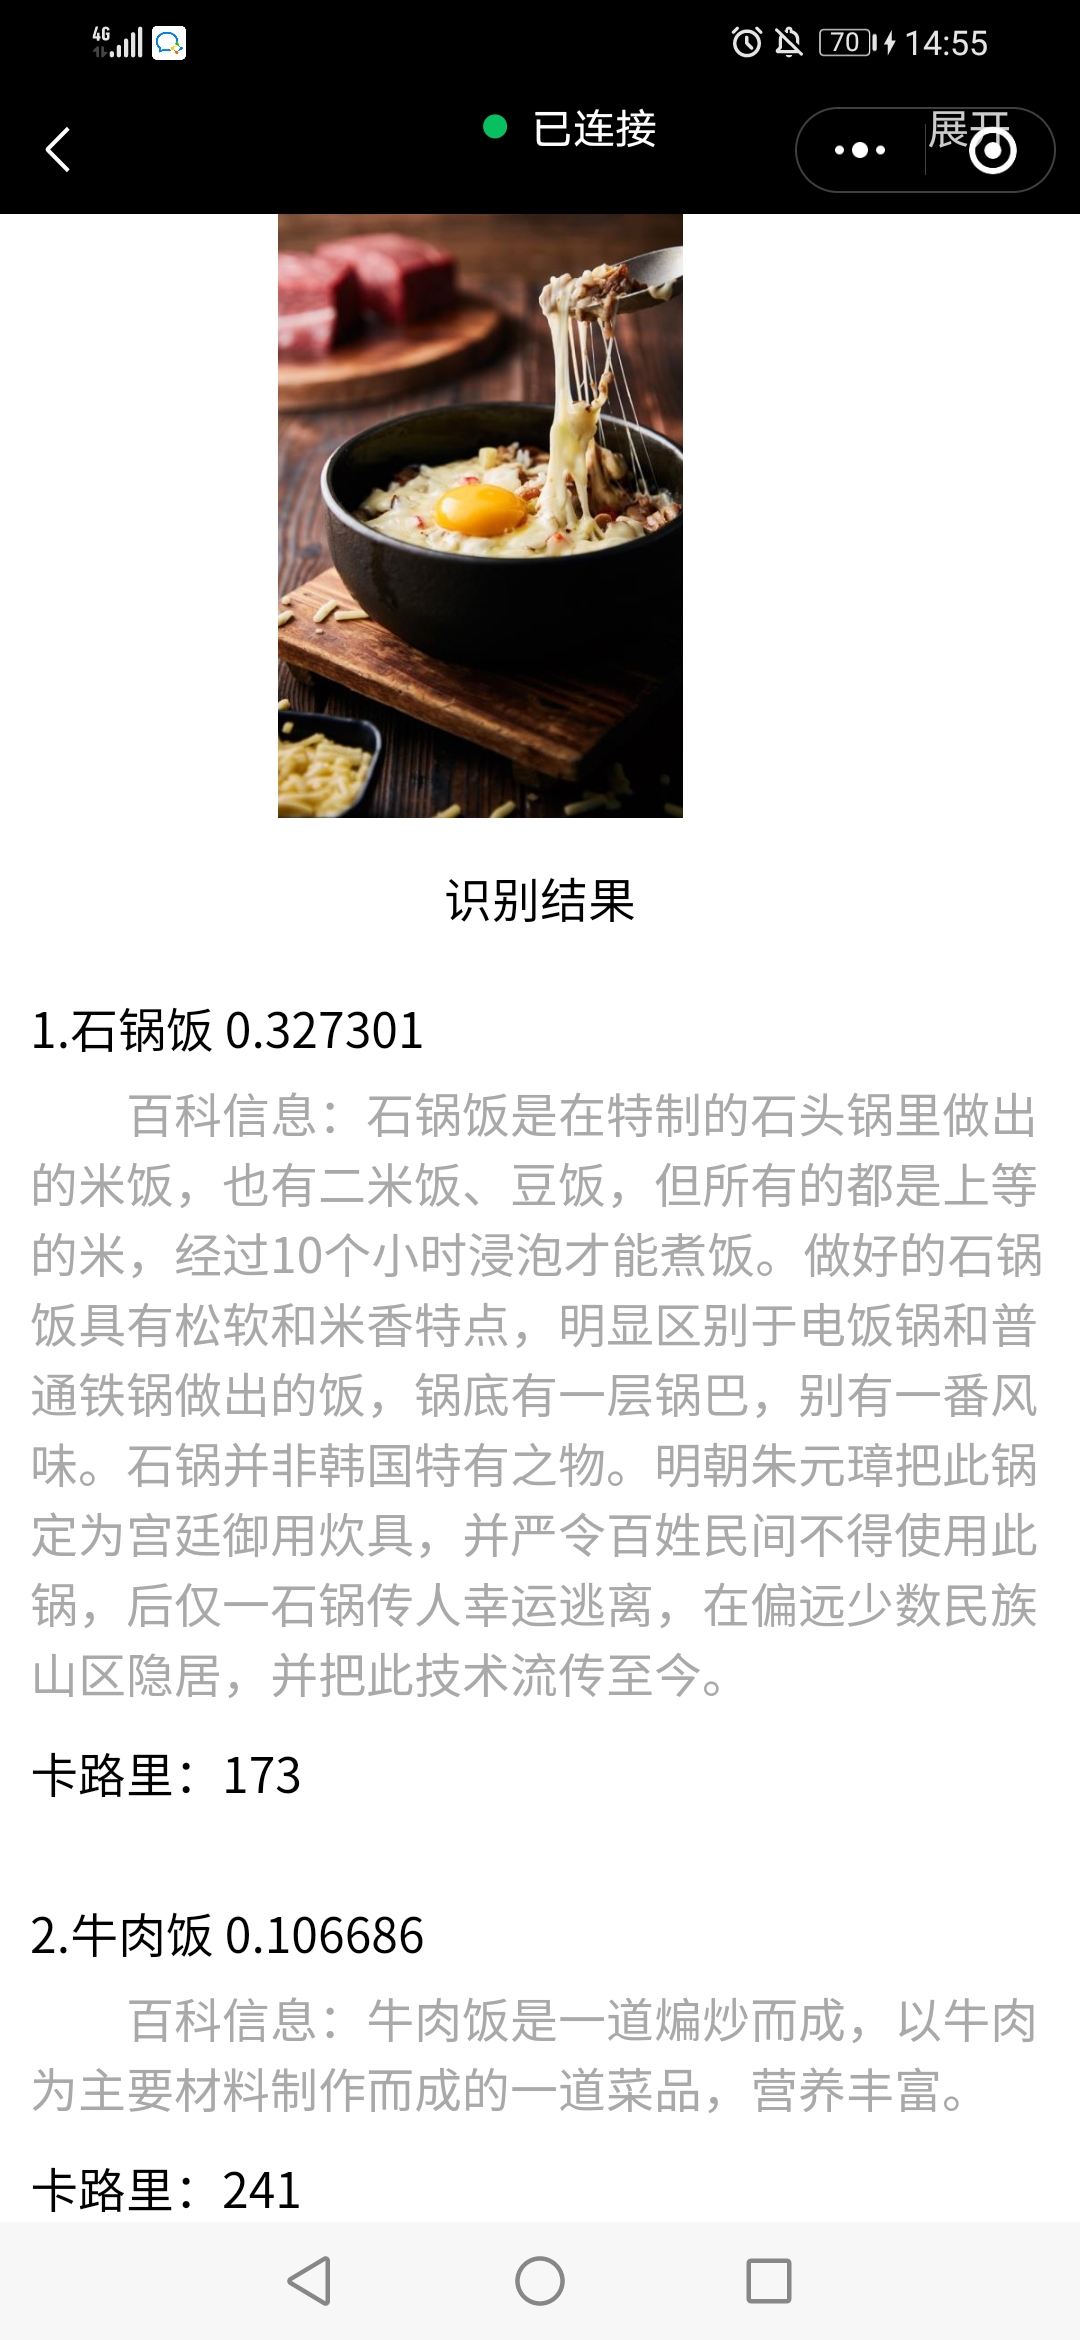 4G 70 14:55
已连接 展开
识别结果
1.石锅饭 0.327301
百科信息：石锅饭是在特制的石头锅里做出
的米饭，也有二米饭、豆饭，但所有的都是上等
的米，经过10个小时浸泡才能煮饭。做好的石锅
饭具有松软和米香特点，明显区别于电饭锅和普
通铁锅做出的饭，锅底有一层锅巴，别有一番风
味。石锅并非韩国特有之物。明朝朱元璋把此锅
定为宫廷御用炊具，并严令百姓民间不得使用此
锅，后仅一石锅传人幸运逃离，在偏远少数民族
山区隐居，并把此技术流传至今。
卡路里：173
2.牛肉饭 0.106686
百科信息：牛肉饭是一道煸炒而成，以牛肉
为主要材料制作而成的一道菜品，营养丰富。
卡路里：241